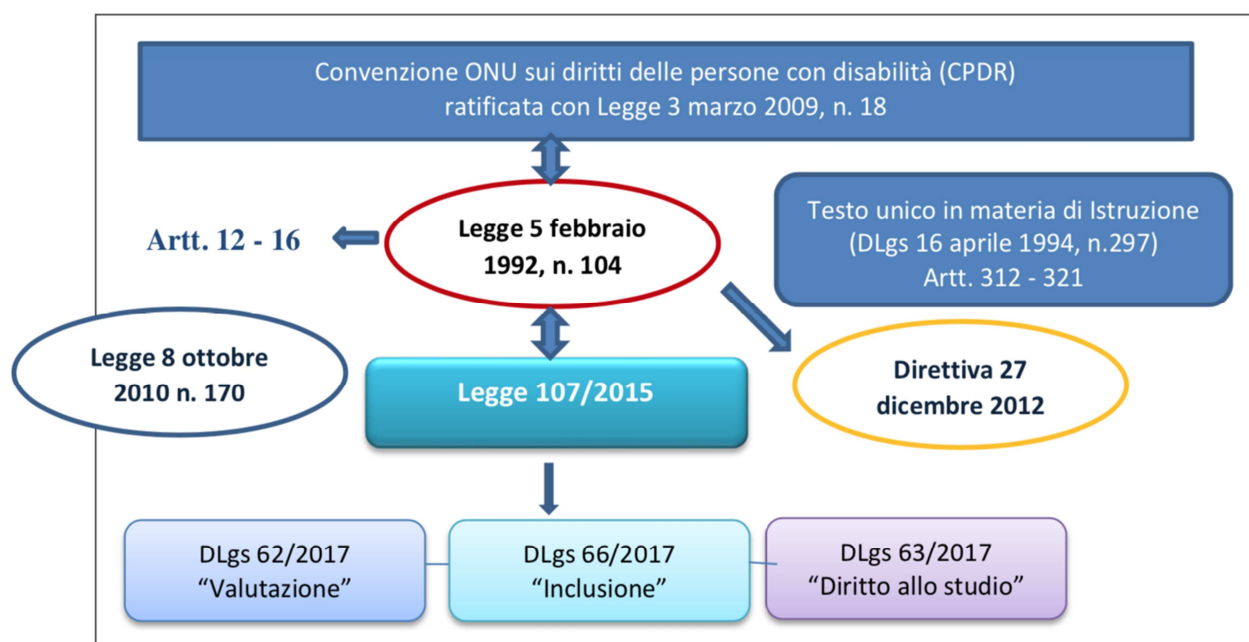 Convenzione ONU sui diritti delle persone con disabilità (CPDR)
ratificata con Legge 3 marzo 2009, n. 18
Legge 5 febbraio
1992, n. 104
Artt. 12 - 16
Testo unico in materia di Istruzione
(DLgs 16 aprile 1994, n.297)
Artt. 312 - 321
Legge 8 ottobre
2010 n. 170
Legge 107/2015
Direttiva 27
dicembre 2012
DLgs 62/2017
“Valutazione”
DLgs 66/2017
“Inclusione”
DLgs 63/2017
“Diritto allo studio”